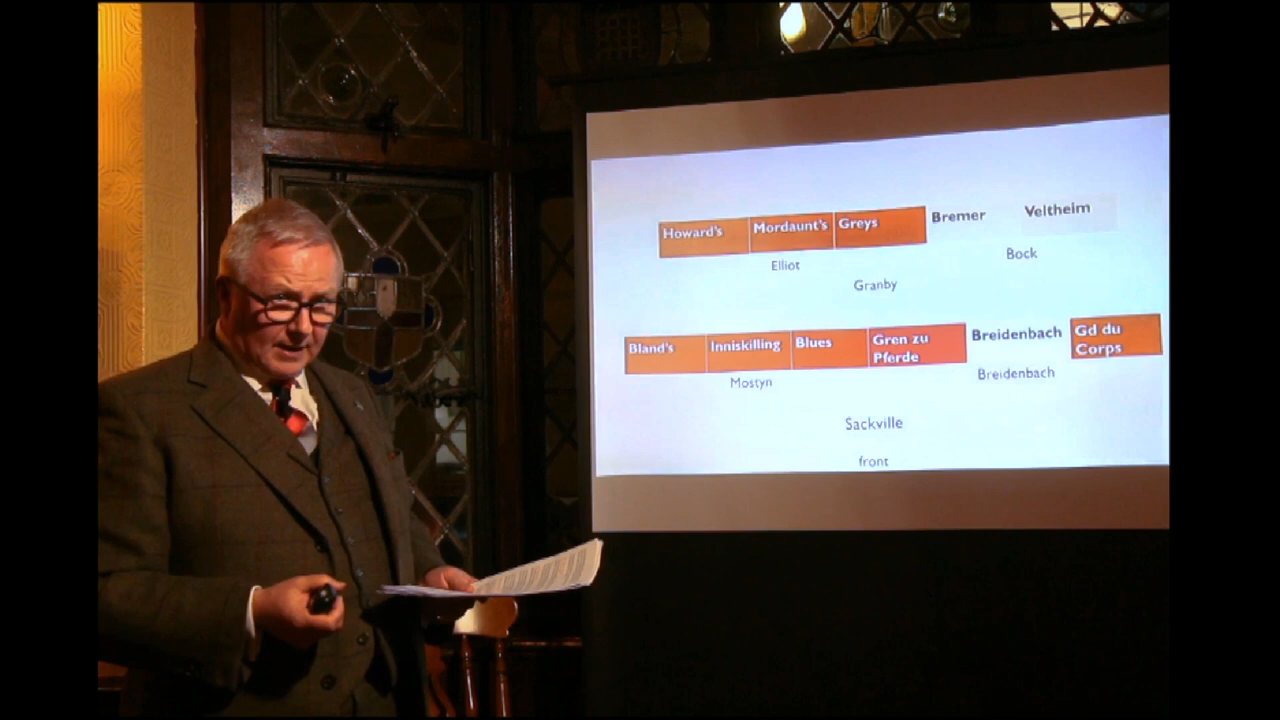 Howard's Mordaunt's Greys Bremer Veltheim
Elliot Bock
Granby
Bland's Inniskilling Blues Gren zu Pferde Breidenbach Gd du Corps
Mostyn Breidenbach
Sackville
front